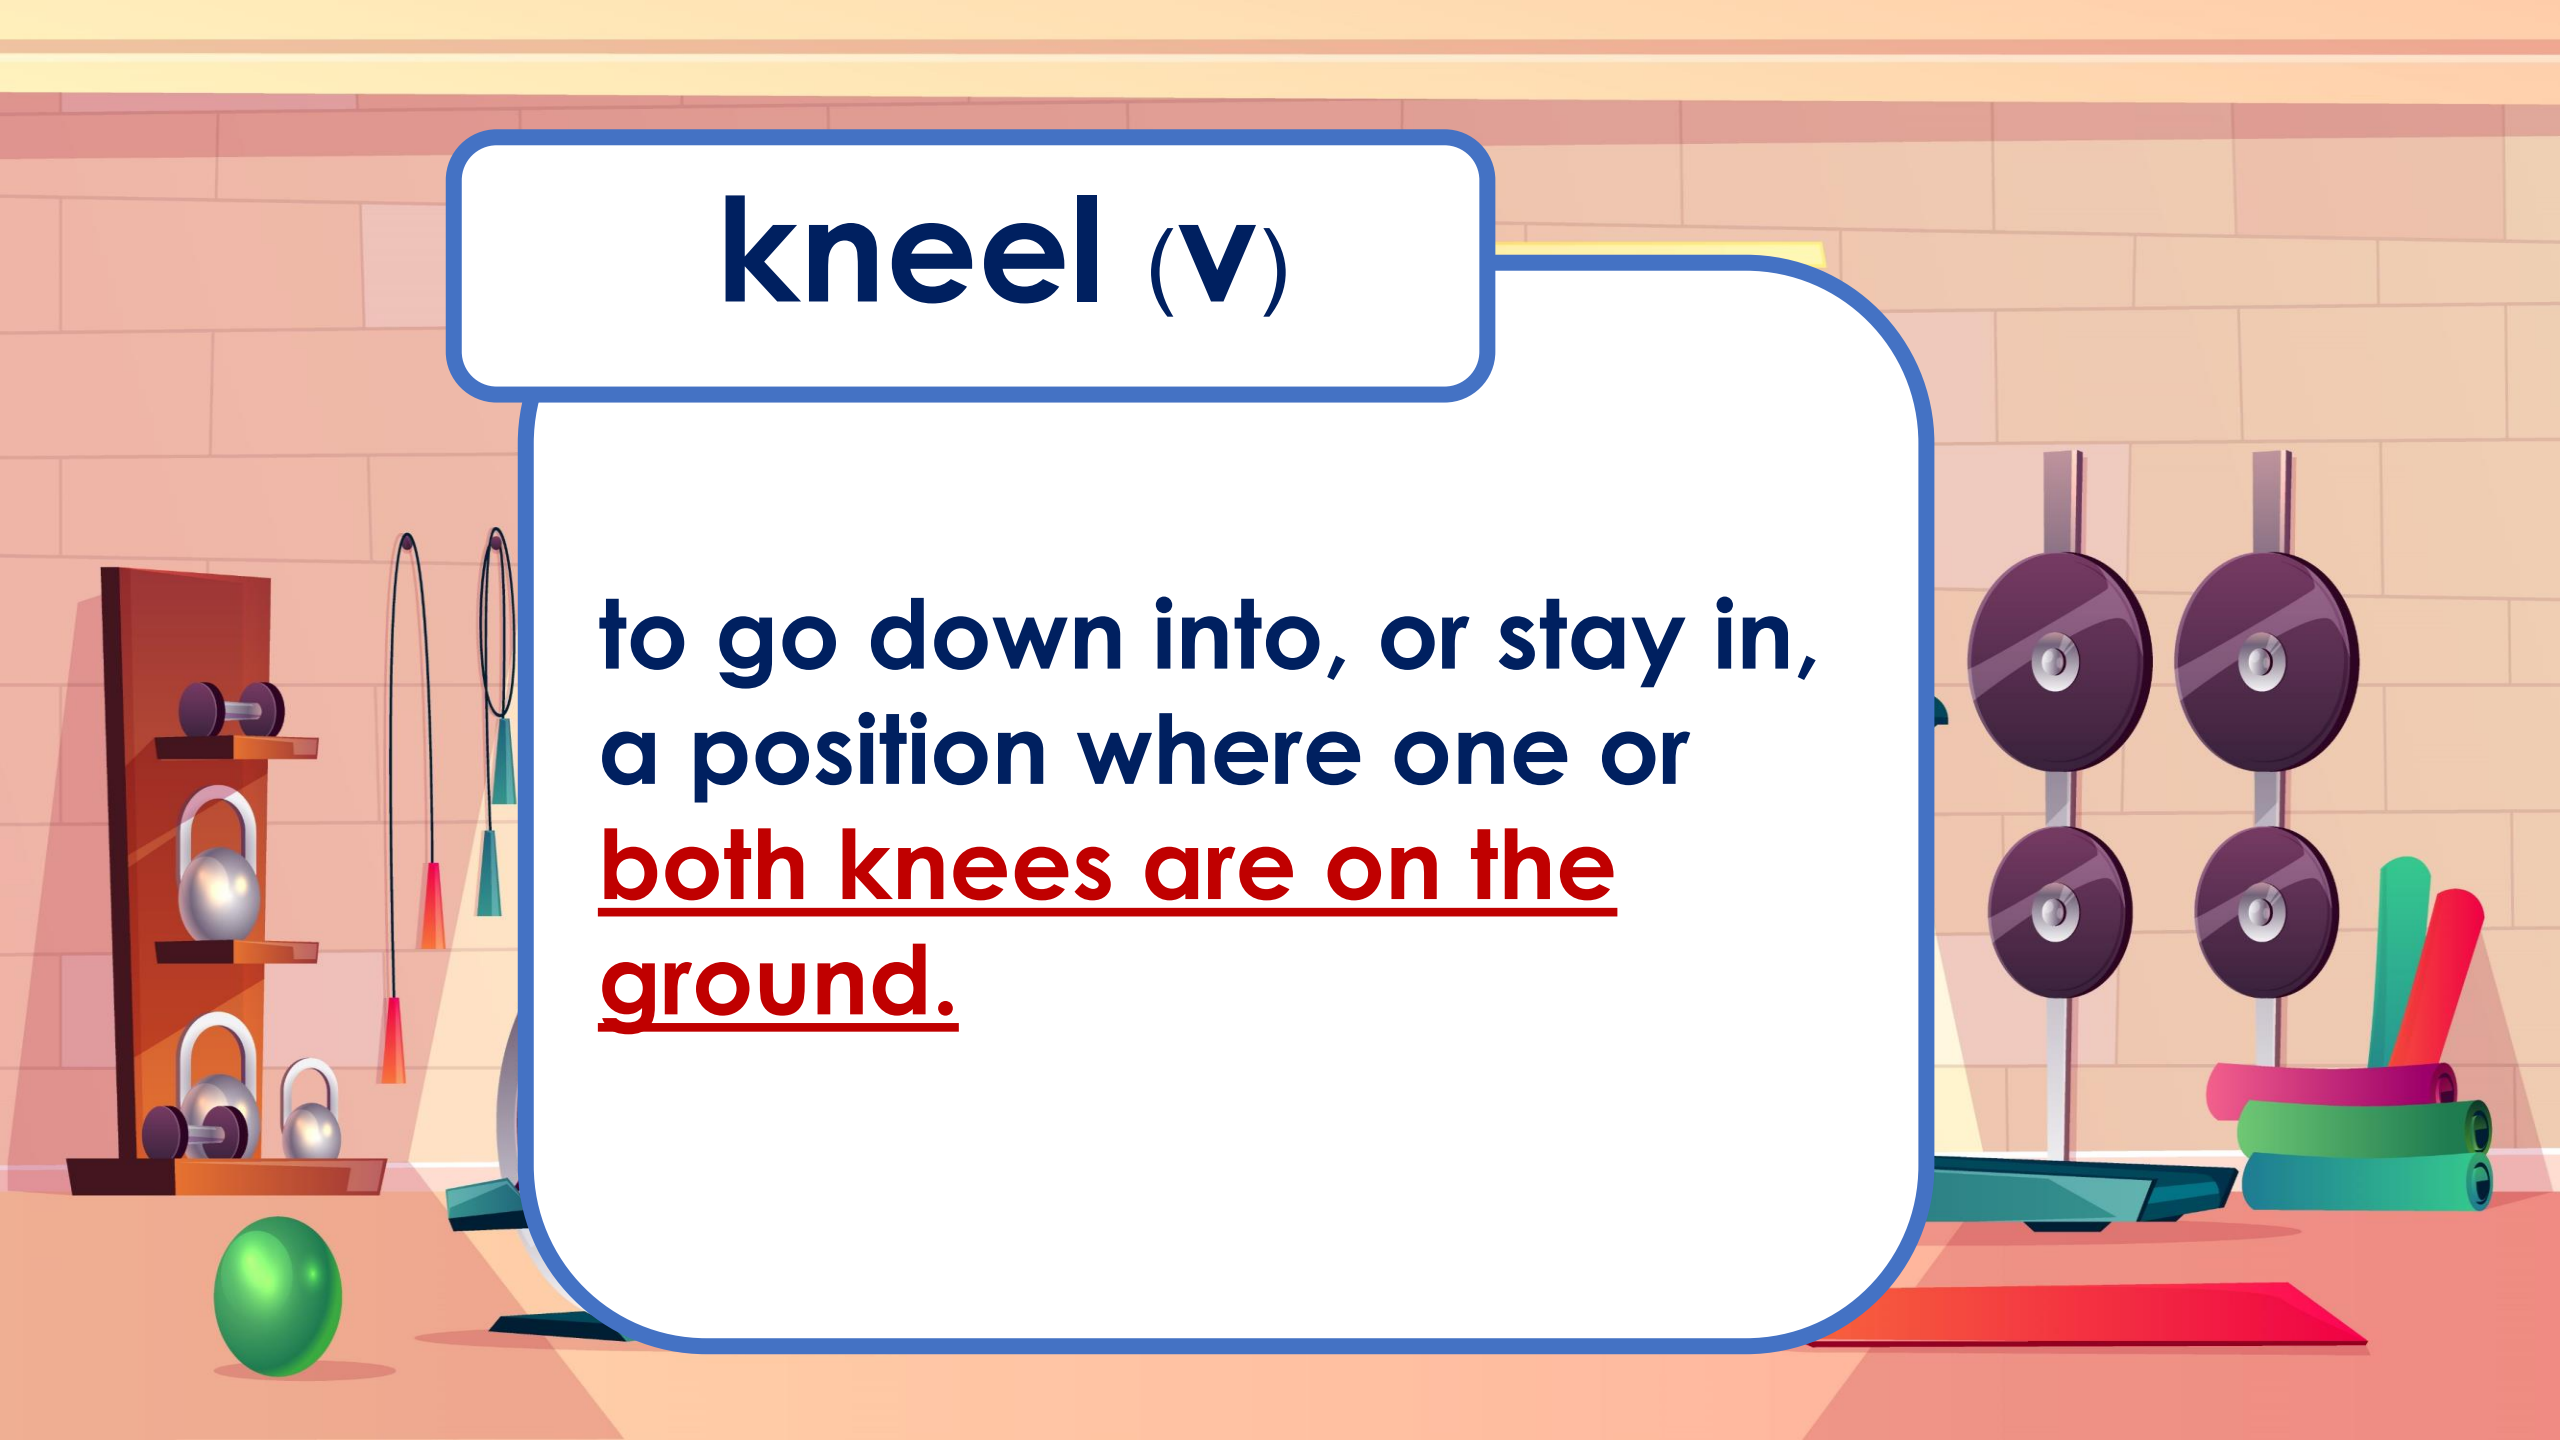 kneel (v)
to go down into, or stay in,
a position where one or
both knees are on the
ground.